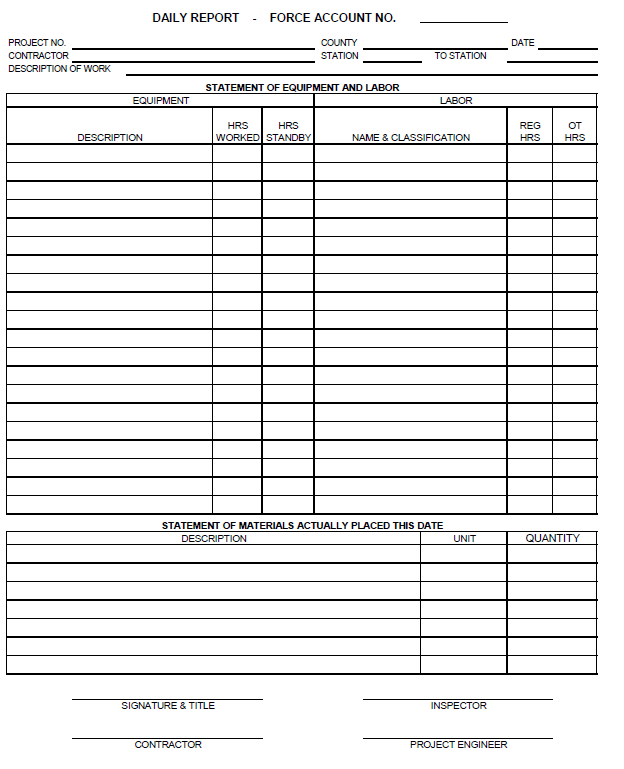 DAILY REPORT - FORCE ACCOUNT NO.
PROJECT NO. COUNTY DATE
CONTRACTOR STATION TO STATION
DESCRIPTION OF WORK
STATEMENT OF EQUIPMENT AND LABOR
EQUIPMENT LABOR
HRS HRS REG OT
DESCRIPTION WORKED STANDBY NAME & CLASSIFICATION HRS HRS
STATEMENT OF MATERIALS ACTUALLY PLACED THIS DATE
DESCRIPTION UNIT QUANTITY
SIGNATURE & TITLE INSPECTOR
CONTRACTOR PROJECT ENGINEER